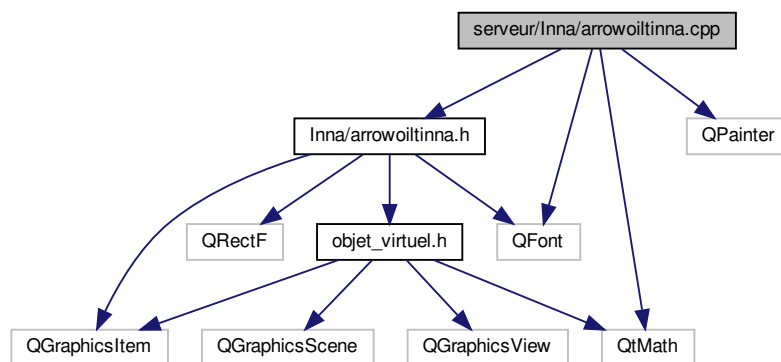 serveur/Inna/arrowoiltinna.cpp
Inna/arrowoiltinna.h
QPainter
QRectF
objet_virtuel.h
QFont
QGraphicsItem
QGraphicsScene
QGraphicsView
QtMath